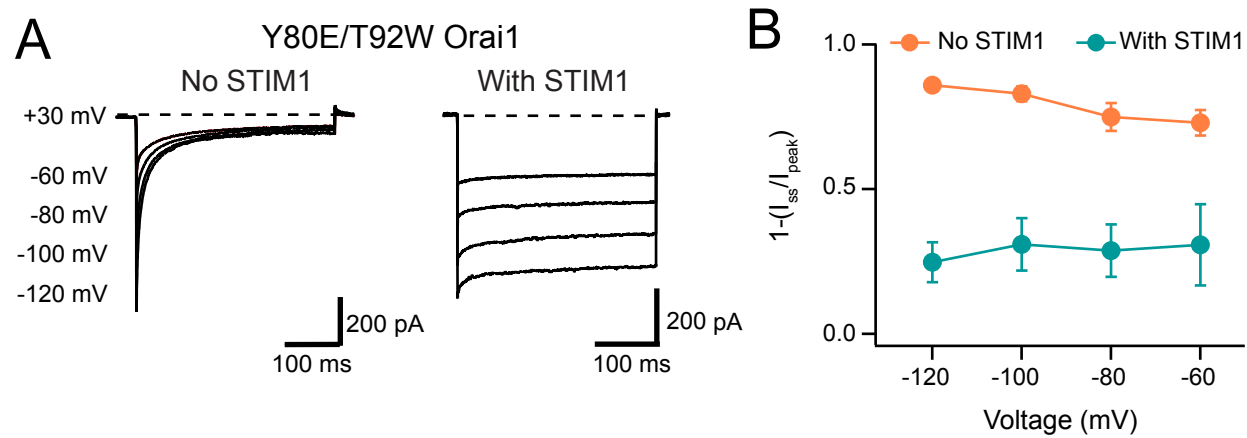 A
Y80E/T92W Orai1
No STIM1
With STIM1
+30 mV
-60 mV
-80 mV
-100 mV
-120 mV
200 pA
100 ms
200 pA
100 ms
B
No STIM1
With STIM1
1-(Iss/Ipeak)
1.0
0.5
0.0
-120
-100
-80
-60
Voltage (mV)